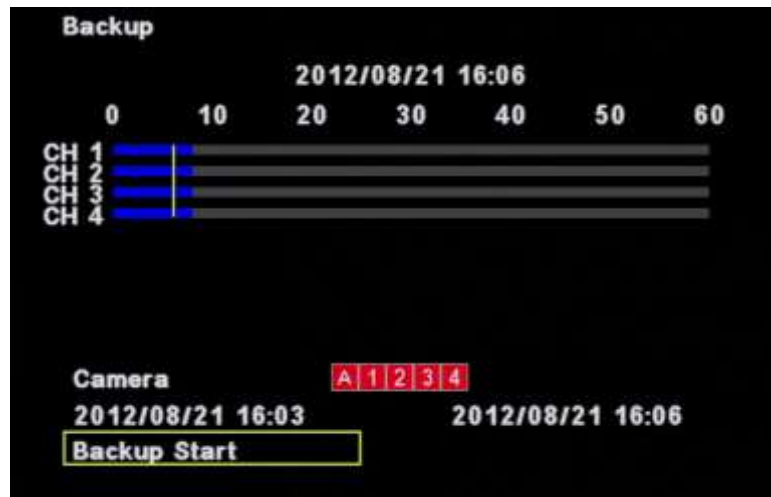 Backup
2012/08/21 16:06
0 10 20 30 40 50 60
CH 1
CH 2
CH 3
CH 4
Camera A 1 2 3 4
2012/08/21 16:03 2012/08/21 16:06
Backup Start